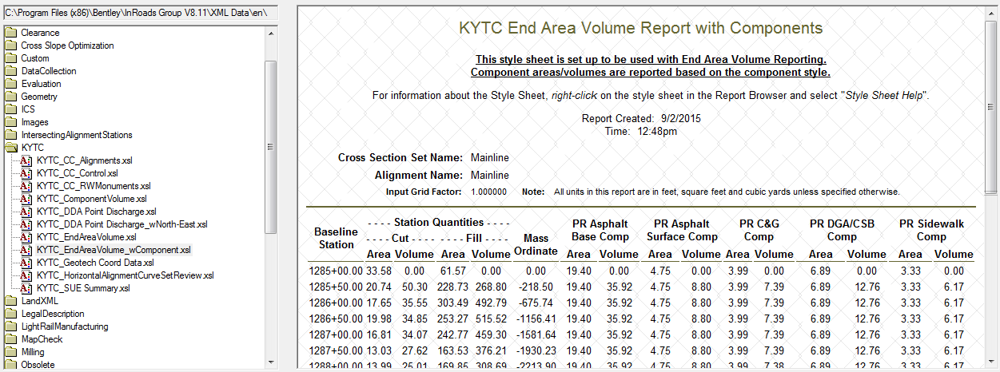 C:\Program Files (x86)\Bentley\InRoads Group V8.11\XML Data\en\
Clearance
Cross Slope Optimization
Custom
DataCollection
Evaluation
Geometry
ICS
Images
IntersectingAlignmentStations
KYTC
KYTC_CC_Alignments.xsl
KYTC_CC_Control.xsl
KYTC_CC_RWMonuments.xsl
KYTC_ComponentVolume.xsl
KYTC_DDA Point Discharge.xsl
KYTC_DDA Point Discharge_wNorth-East.xsl
KYTC_EndAreaVolume.xsl
KYTC_EndAreaVolume_wComponent.xsl
KYTC_Geotech Coord Data.xsl
KYTC_HorizontalAlignmentCurveSetReview.xsl
KYTC_SUE Summary.xsl
LandXML
LegalDescription
LightRailManufacturing
MapCheck
Milling
Obsolete
KYTC End Area Volume Report with Components
This style sheet is set up to be used with End Area Volume Reporting.
Component areas/volumes are reported based on the component style.
For information about the Style Sheet, right-click on the style sheet in the Report Browser and select "Style Sheet Help".
Report Created: 9/2/2015
Time: 12:48pm
Cross Section Set Name: Mainline
Alignment Name: Mainline
Input Grid Factor: 1.000000 Note: All units in this report are in feet, square feet and cubic yards unless specified otherwise.
- - - - Station Quantities - - - - PR Asphalt PR Asphalt PR C&G PR DGA/CSB PR Sidewalk
Baseline - - - - Cut - - - - Fill - - - - Mass Base Comp Surface Comp Comp Comp Comp
Station Area Volume Area Volume Ordinate Area Volume Area Volume Area Volume Area Volume Area Volume
1285+00.00 33.58 0.00 61.57 0.00 19.40 0.00 4.75 0.00 3.99 0.00 6.89 0.00 3.33 0.00
1285+50.00 20.74 50.30 228.73 268.80 -218.50 19.40 35.92 4.75 8.80 3.99 7.39 6.89 12.76 3.33 6.17
1286+00.00 17.65 35.55 303.49 492.79 -675.74 19.40 35.92 4.75 8.80 3.99 7.39 6.89 12.76 3.33 6.17
1286+50.00 19.98 34.85 253.27 515.52 -1156.41 19.40 35.92 4.75 8.80 3.99 7.39 6.89 12.76 3.33 6.17
1287+00.00 16.81 34.07 242.77 459.30 -1581.64 19.40 35.92 4.75 8.80 3.99 7.39 6.89 12.76 3.33 6.17
1287+50.00 13.03 27.62 163.53 376.21 -1930.23 19.40 35.92 4.75 8.80 3.99 7.38 6.89 12.76 3.33 6.17
1288+00.00 13.99 25.01 169.85 308.69 -2213.90 19.40 35.92 4.75 8.80 3.99 7.39 6.89 12.76 3.33 6.17